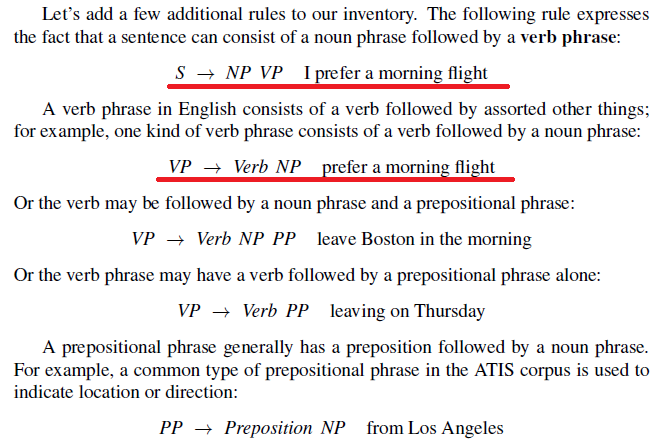 Let’s add a few additional rules to our inventory. The following rule expresses
the fact that a sentence can consist of a noun phrase followed by a verb phrase:
S → NP VP I prefer a morning flight
A verb phrase in English consists of a verb followed by assorted other things;
for example, one kind of verb phrase consists of a verb followed by a noun phrase:
VP → Verb NP prefer a morning flight
Or the verb may be followed by a noun phrase and a prepositional phrase:
VP → Verb NP PP leave Boston in the morning
Or the verb phrase may have a verb followed by a prepositional phrase alone:
VP → Verb PP leaving on Thursday
A prepositional phrase generally has a preposition followed by a noun phrase.
For example, a common type of prepositional phrase in the ATIS corpus is used to
indicate location or direction:
PP → Preposition NP from Los Angeles